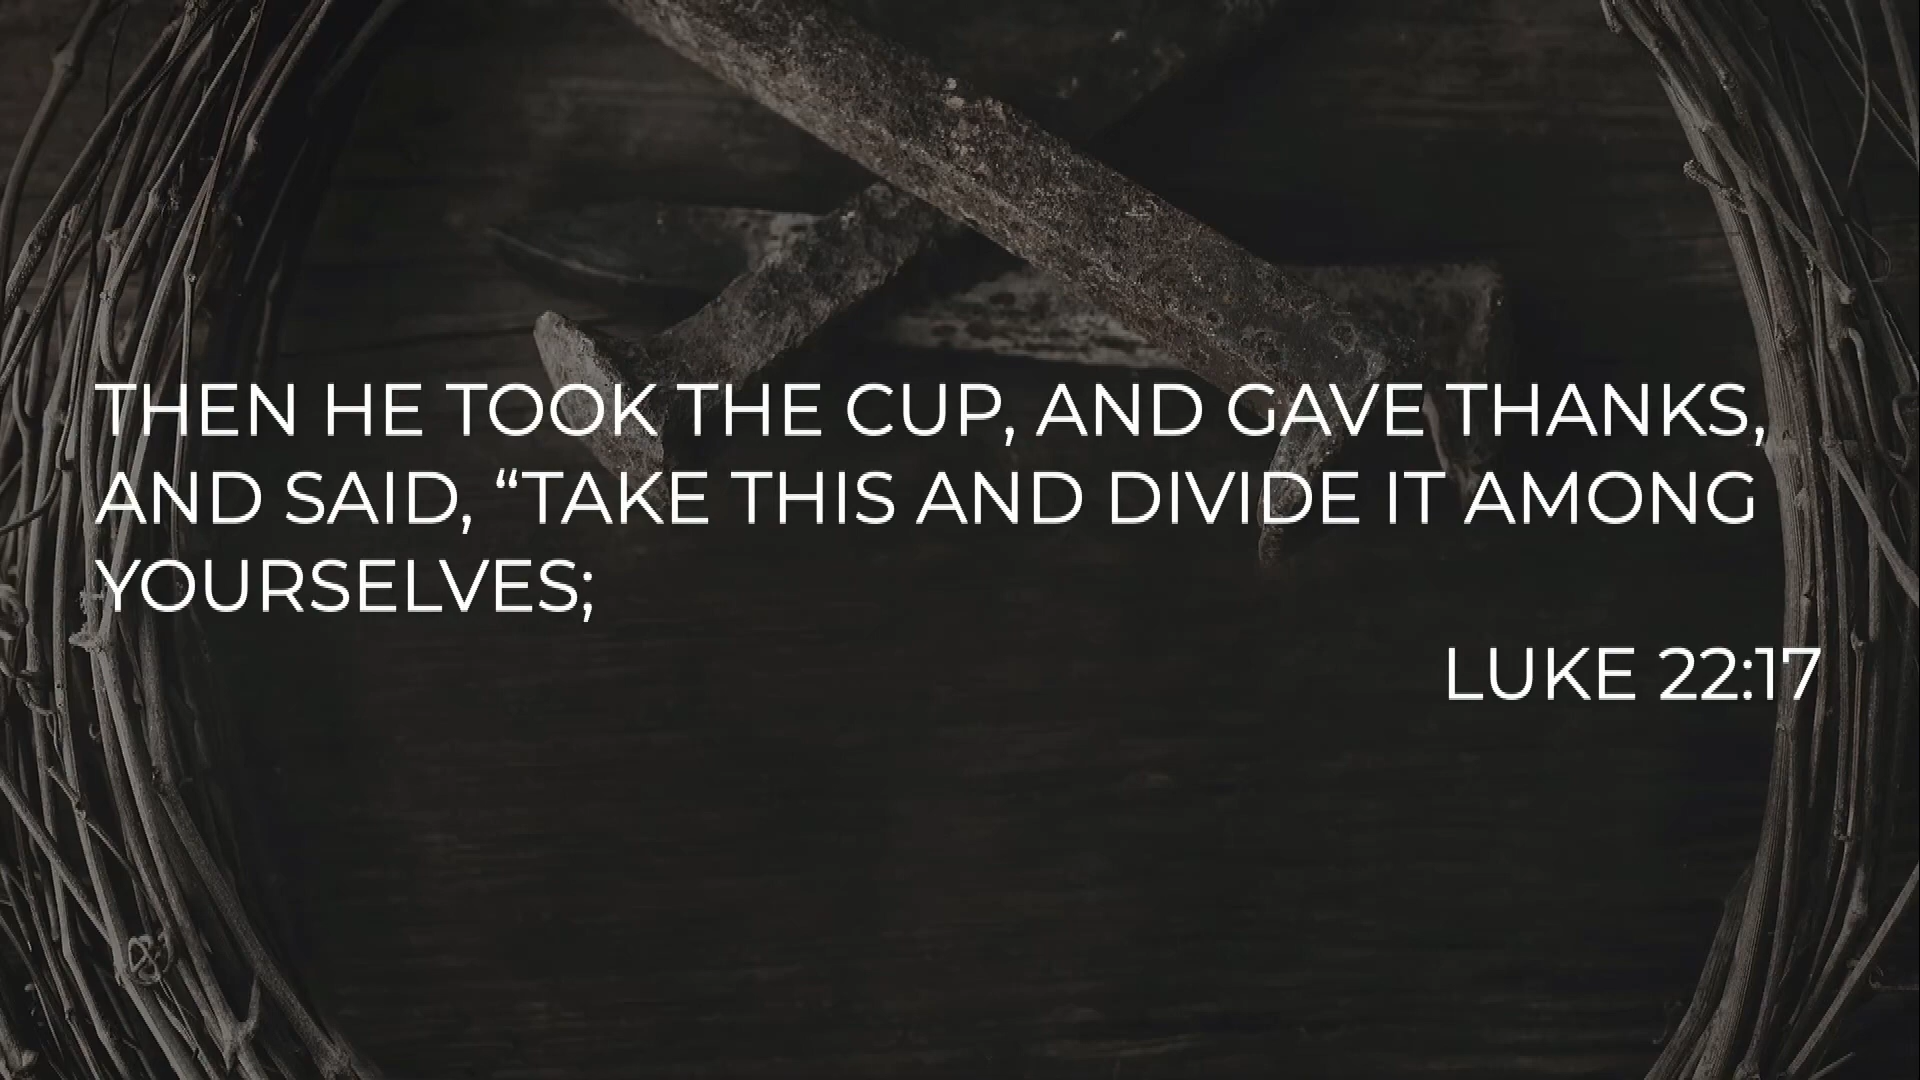 THEN HE TOOK THE CUP, AND GAVE THANKS,
AND SAID, “TAKE THIS AND DIVIDE IT AMONG
YOURSELVES;
LUKE 22:17